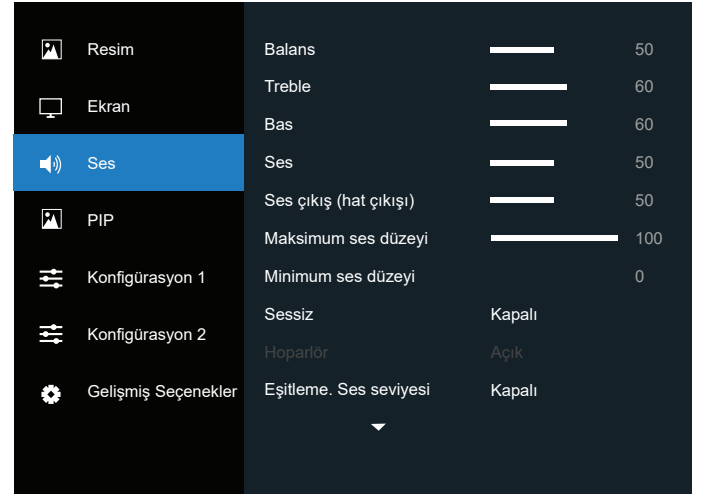 Resim
Ekran
Ses
PIP
Konfigürasyon 1
Konfigürasyon 2
Gelişmiş Seçenekler
Balans 50
Treble 60
Bas 60
Ses 50
Ses çıkış (hat çıkışı) 50
Maksimum ses düzeyi 100
Minimum ses düzeyi 0
Sessiz Kapalı
Hoparlör Açık
Eşitleme. Ses seviyesi Kapalı